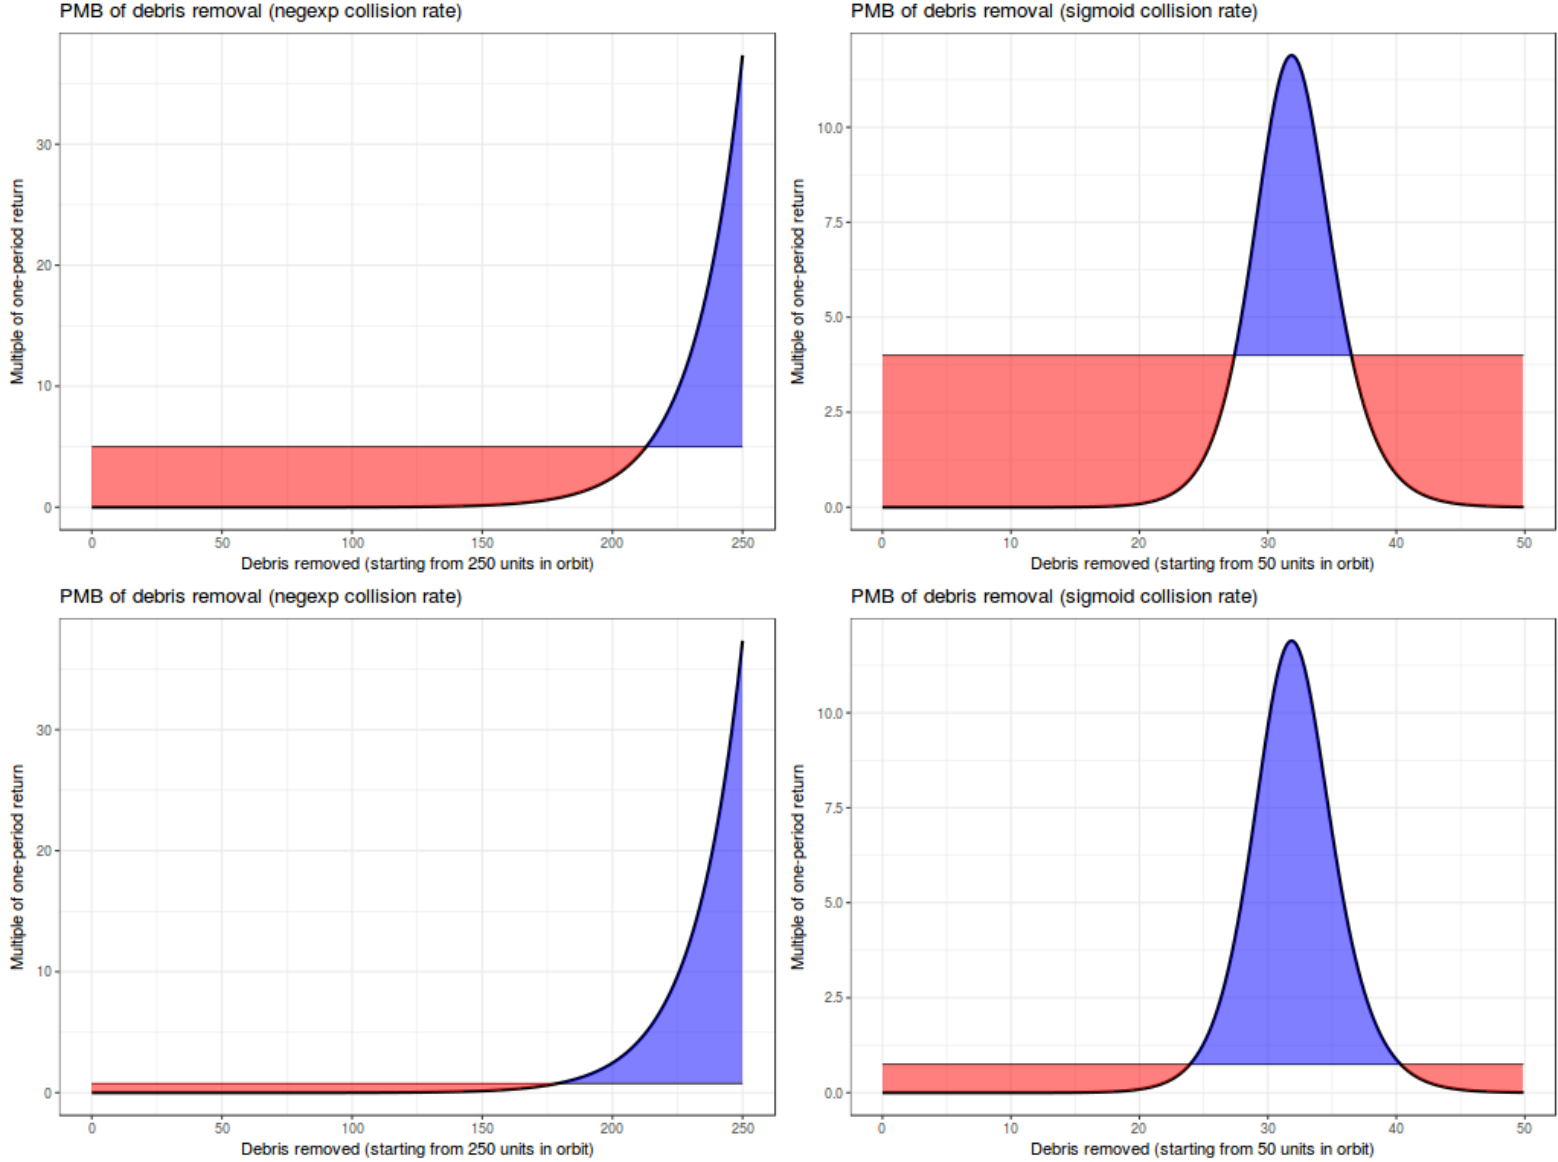 PMB of debris removal (negexp collision rate)
Multiple of one-period return
30
20
10
0
0 50 100 150 200 250
Debris removed (starting from 250 units in orbit)
PMB of debris removal (sigmoid collision rate)
Multiple of one-period return
10.0
7.5
5.0
2.5
0.0
0 10 20 30 40 50
Debris removed (starting from 50 units in orbit)
PMB of debris removal (negexp collision rate)
Multiple of one-period return
30
20
10
0
0 50 100 150 200 250
Debris removed (starting from 250 units in orbit)
PMB of debris removal (sigmoid collision rate)
Multiple of one-period return
10.0
7.5
5.0
2.5
0.0
0 10 20 30 40 50
Debris removed (starting from 50 units in orbit)